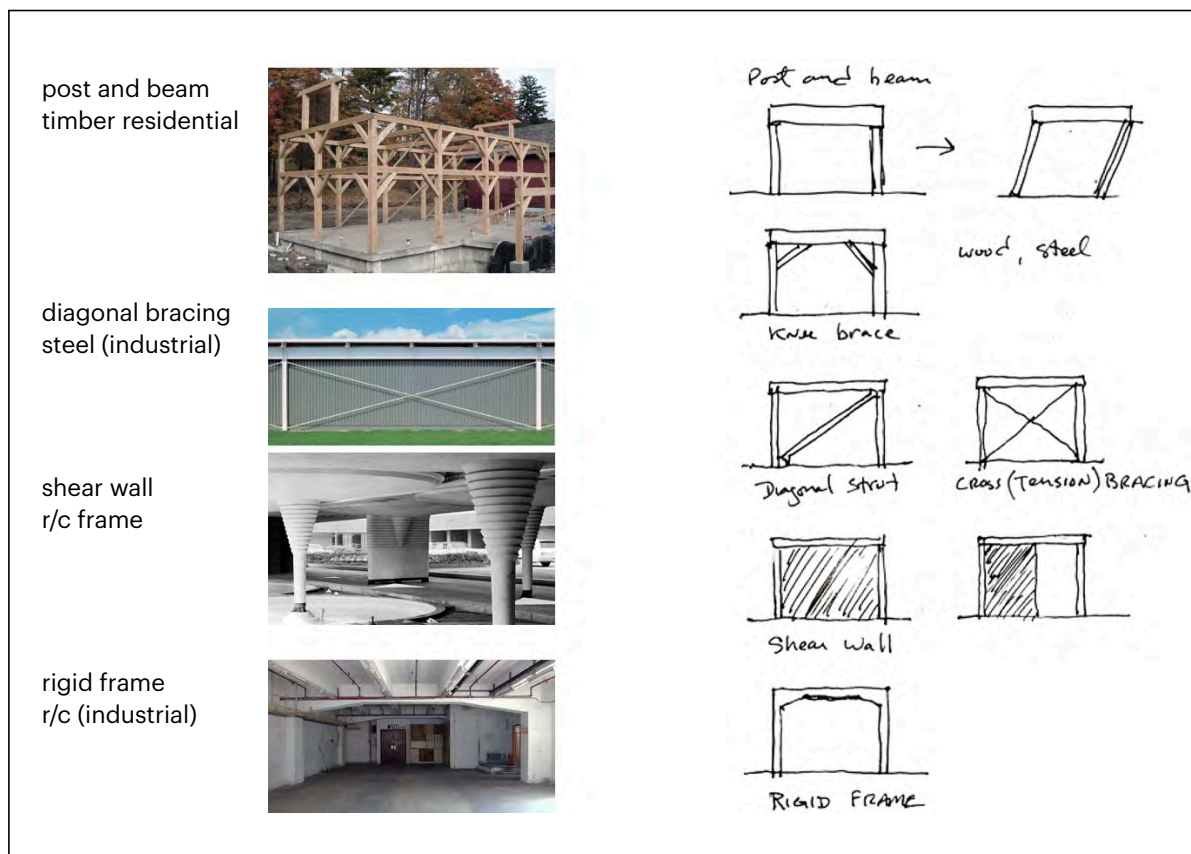 post and beam
timber residential
diagonal bracing
steel (industrial)
shear wall
r/c frame
rigid frame
r/c (industrial)
Post and beam
wood, steel
Knee brace
Diagonal Strut
CROSS (TENSION) BRACING
Shear Wall
RIGID FRAME